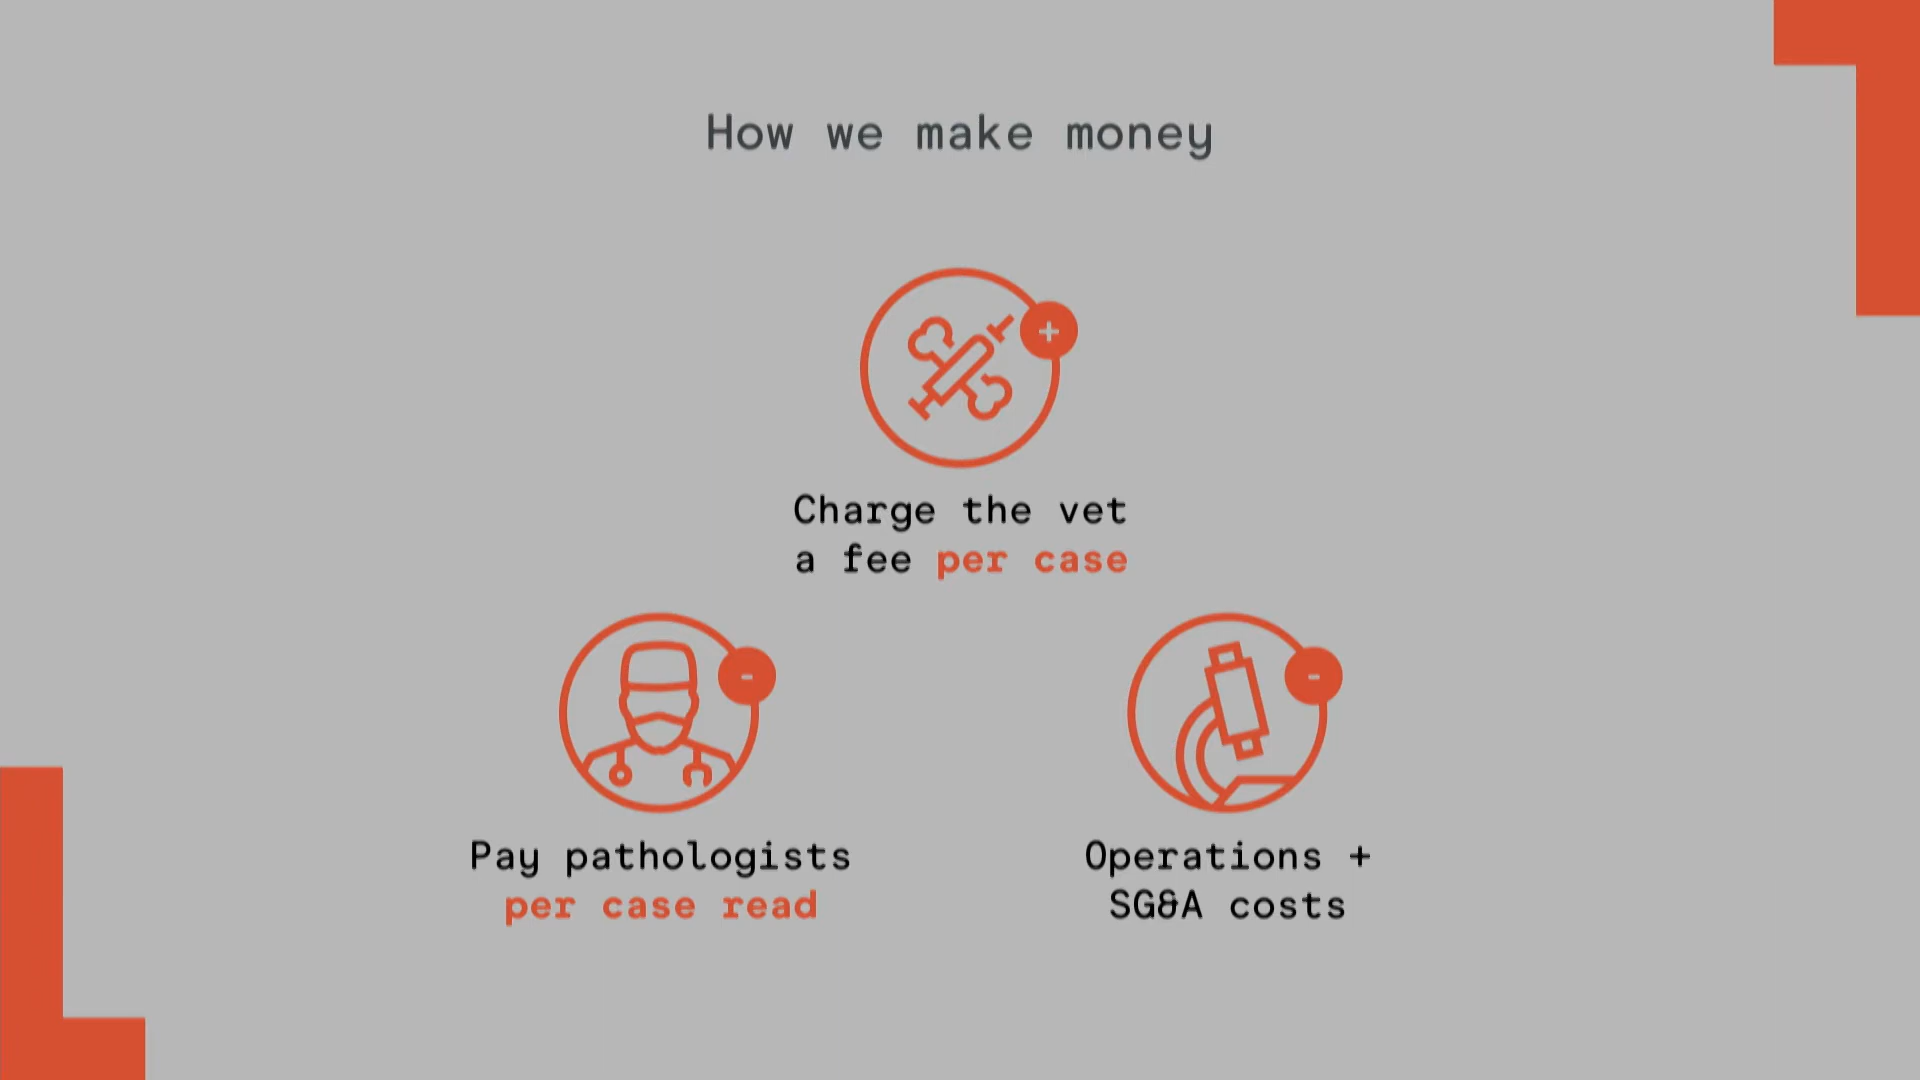 How we make money
+
Charge the vet
a fee per case
-
-
Pay pathologists
per case read
Operations +
SG&A costs